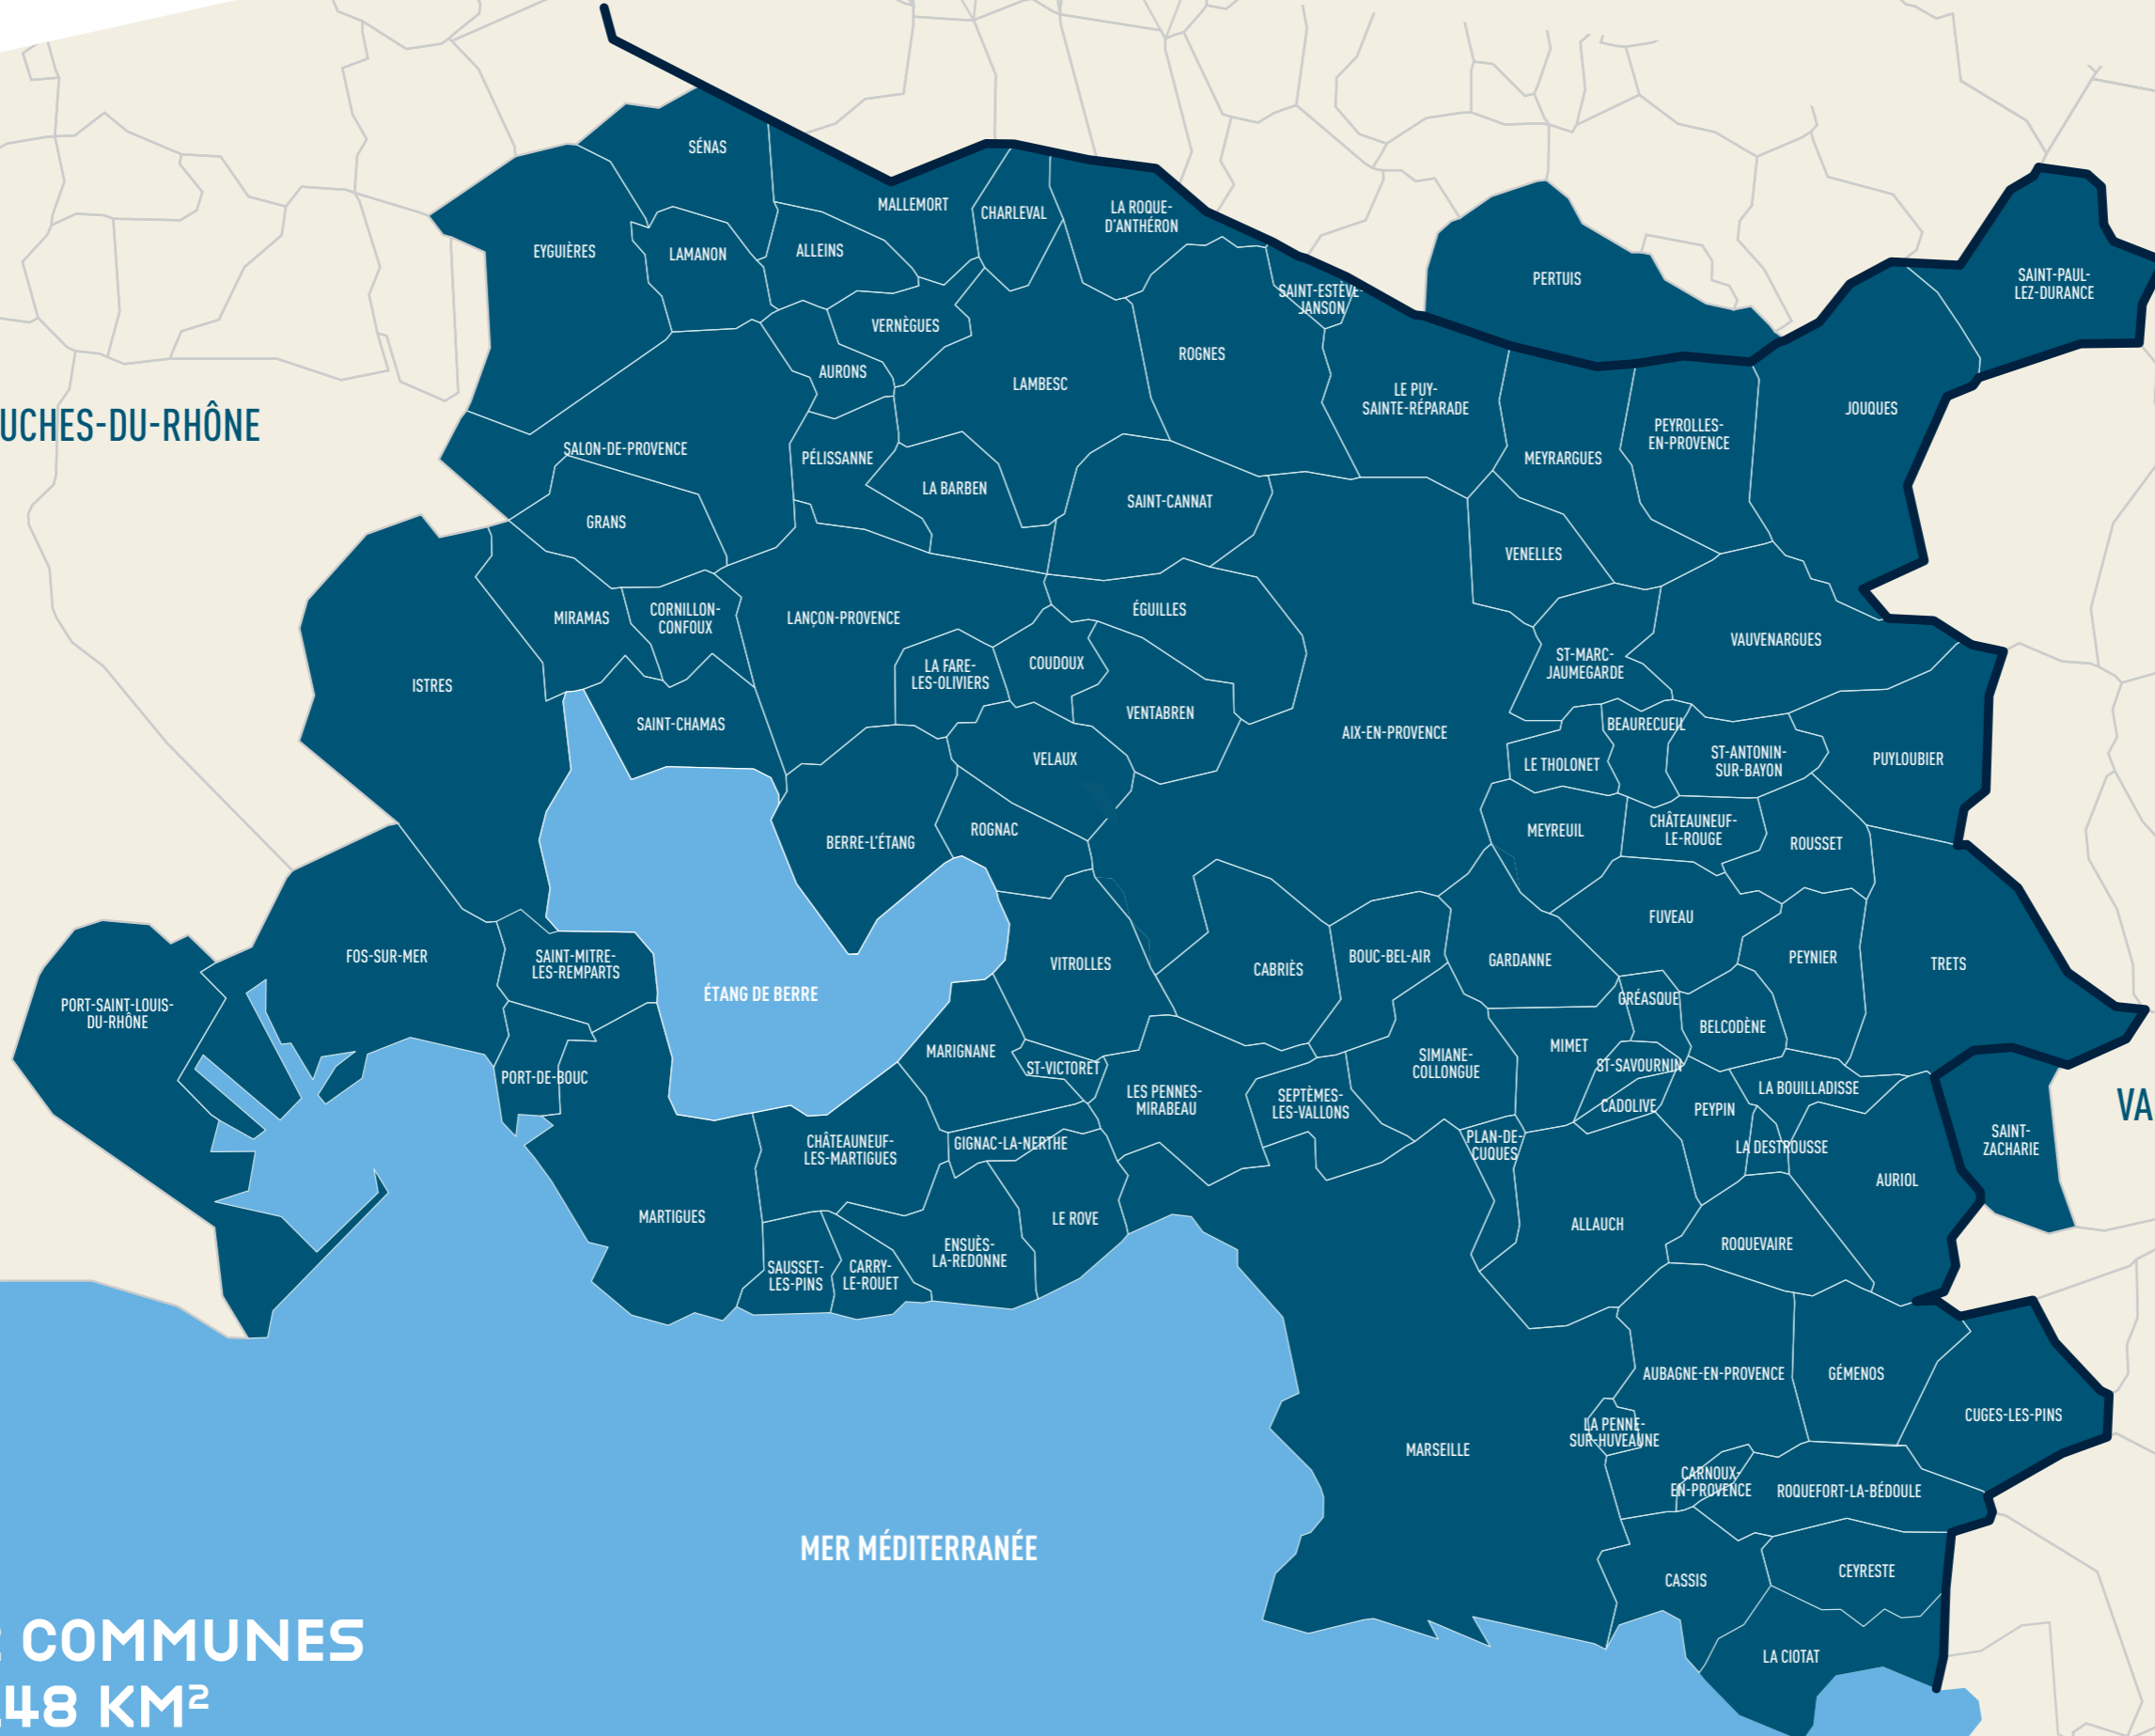 SÉNAS
MALLEMORT
CHARLEVAL
LA ROQUE-
D'ANTHÉRON
EYGUIÈRES
LAMANON
ALLEINS
PERTUIS
SAINT-PAUL-
LEZ-DURANCE
SAINT-ESTÈVE-
JANSON
VERNÈGUES
ROGNES
AURONS
LAMBESC
LE PUY-
SAINTE-RÉPARADE
JOUQUES
UCHES-DU-RHÔNE
PEYROLLES-
EN-PROVENCE
SALON-DE-PROVENCE
PÉLISSANNE
MEYRARGUES
LA BARBEN
SAINT-CANNAT
GRANS
VENELLES
MIRAMAS
CORNILLON-
CONFOUX
LANÇON-PROVENCE
ÉGUILLES
VAUVENARGUES
ISTRES
LA FARE-
LES-OLIVIERS
COUDOUX
ST-MARC-
JAUMEGARDE
SAINT-CHAMAS
VENTABREN
AIX-EN-PROVENCE
BEAURECUEIL
VELAUX
LE THOLONET
ST-ANTONIN-
SUR-BAYON
PUYLOUBIER
BERRE-L'ÉTANG
ROGNAC
MEYREUIL
CHÂTEAUNEUF-
LE-ROUGE
ROUSSET
FUVEAU
FOS-SUR-MER
SAINT-MITRE-
LES-REMPARTS
VITROLLES
CABRIÈS
BOUC-BEL-AIR
GARDANNE
PEYNIER
TRETS
PORT-SAINT-LOUIS-
DU-RHÔNE
ÉTANG DE BERRE
GRÉASQUE
BELCODÈNE
MARIGNANE
ST-VICTORET
SIMIANE-
COLLONGUE
MIMET
ST-SAVOURNIN
PORT-DE-BOUC
LES PENNES-
MIRABEAU
SEPTÈMES-
LES-VALLONS
CADOLIVE
PEYPIN
LA BOUILLADISSE
VA
CHÂTEAUNEUF-
LES-MARTIGUES
GIGNAC-LA-NERTHE
PLAN-DE-
CUQUES
LA DESTROUSSE
SAINT-
ZACHARIE
AURIOL
MARTIGUES
LE ROVE
ALLAUCH
ROQUEVAIRE
SAUSSET-
LES-PINS
CARRY-
LE-ROUET
ENSUÈS-
LA-REDONNE
AUBAGNE-EN-PROVENCE
GÉMENOS
CUGES-LES-PINS
MARSEILLE
LA PENNE-
SUR-HUVEAUNE
CARNOUX-
EN-PROVENCE
ROQUEFORT-LA-BÉDOULE
MER MÉDITERRANÉE
CASSIS
CEYRESTE
LA CIOTAT
COMMUNES
48 KM²